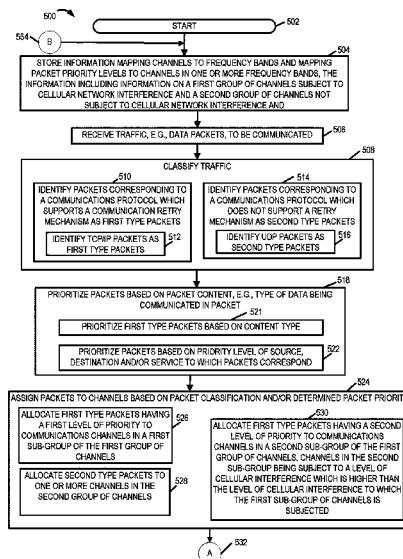 500
START
502
554
B
504
STORE INFORMATION MAPPING CHANNELS TO FREQUENCY BANDS AND MAPPING
PACKET PRIORITY LEVELS TO CHANNELS IN ONE OR MORE FREQUENCY BANDS, THE
INFORMATION INCLUDING INFORMATION ON A FIRST GROUP OF CHANNELS SUBJECT TO
CELLULAR NETWORK INTERFERENCE AND A SECOND GROUP OF CHANNELS NOT
SUBJECT TO CELLULAR NETWORK INTERFERENCE AND
506
RECEIVE TRAFFIC, E.G., DATA PACKETS, TO BE COMMUNICATED
508
CLASSIFY TRAFFIC
510
IDENTIFY PACKETS CORRESPONDING TO
A COMMUNICATIONS PROTOCOL WHICH
SUPPORTS A COMMUNICATION RETRY
MECHANISM AS FIRST TYPE PACKETS
512
IDENTIFY TCP/IP PACKETS AS
FIRST TYPE PACKETS
514
IDENTIFY PACKETS CORRESPONDING TO
A COMMUNICATIONS PROTOCOL WHICH
DOES NOT SUPPORT A RETRY
MECHANISM AS SECOND TYPE PACKETS
516
IDENTIFY UDP PACKETS AS
SECOND TYPE PACKETS
518
PRIORITIZE PACKETS BASED ON PACKET CONTENT, E.G., TYPE OF DATA BEING
COMMUNICATED IN PACKET
521
PRIORITIZE FIRST TYPE PACKETS BASED ON CONTENT TYPE
522
PRIORITIZE PACKETS BASED ON PRIORITY LEVEL OF SOURCE,
DESTINATION AND/OR SERVICE TO WHICH PACKETS CORRESPOND
524
ASSIGN PACKETS TO CHANNELS BASED ON PACKET CLASSIFICATION AND/OR DETERMINED PACKET PRIORIT
526
ALLOCATE FIRST TYPE PACKETS HAVING
A FIRST LEVEL OF PRIORITY TO
COMMUNICATIONS CHANNELS IN A FIRST
SUB-GROUP OF THE FIRST GROUP OF
CHANNELS
528
ALLOCATE SECOND TYPE PACKETS TO
ONE OR MORE CHANNELS IN THE
SECOND GROUP OF CHANNELS
530
ALLOCATE FIRST TYPE PACKETS HAVING A SECOND
LEVEL OF PRIORITY TO COMMUNICATIONS
CHANNELS IN A SECOND SUB-GROUP OF THE FIRST
GROUP OF CHANNELS, CHANNELS IN THE SECOND
SUB-GROUP BEING SUBJECT TO A LEVEL OF
CELLULAR INTERFERENCE WHICH IS HIGHER THAN
THE LEVEL OF CELLULAR INTERFERENCE TO WHICH
THE FIRST SUB-GROUP OF CHANNELS IS
SUBJECTED
A
532